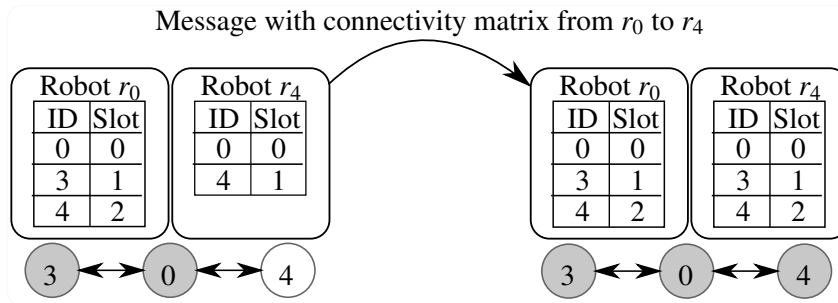 Message with connectivity matrix from r0 to r4
Robot r0 Robot r4 Robot r0 Robot r4
ID Slot ID Slot ID Slot ID Slot
0 0 0 0 0 0 0 0
3 1 4 1 3 1 3 1
4 2 4 2 4 2
3 0 4 3 0 4